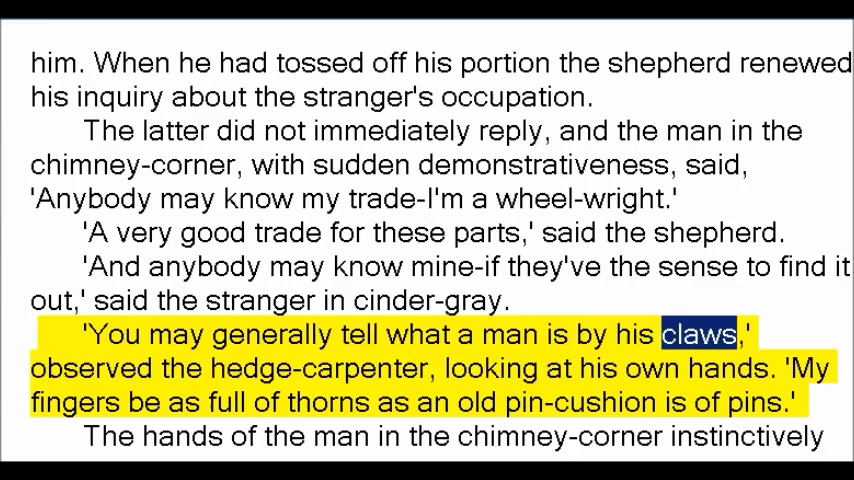 him. When he had tossed off his portion the shepherd renewed
his inquiry about the stranger's occupation.
The latter did not immediately reply, and the man in the
chimney-corner, with sudden demonstrativeness, said,
'Anybody may know my trade-I'm a wheel-wright.'
'A very good trade for these parts,' said the shepherd.
'And anybody may know mine-if they've the sense to find it
out,' said the stranger in cinder-gray.
'You may generally tell what a man is by his claws,'
observed the hedge-carpenter, looking at his own hands. 'My
fingers be as full of thorns as an old pin-cushion is of pins.'
The hands of the man in the chimney-corner instinctively